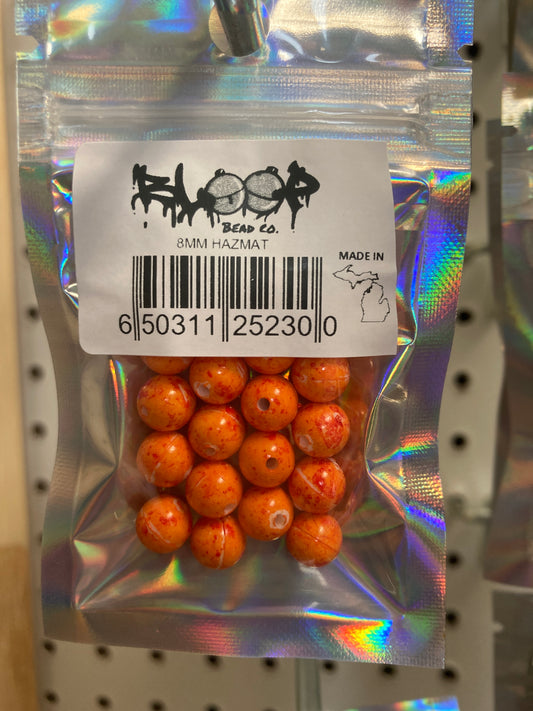 BLOOP
BEAD CO.
8MM HAZMAT
MADE IN
6 50311 25230 0